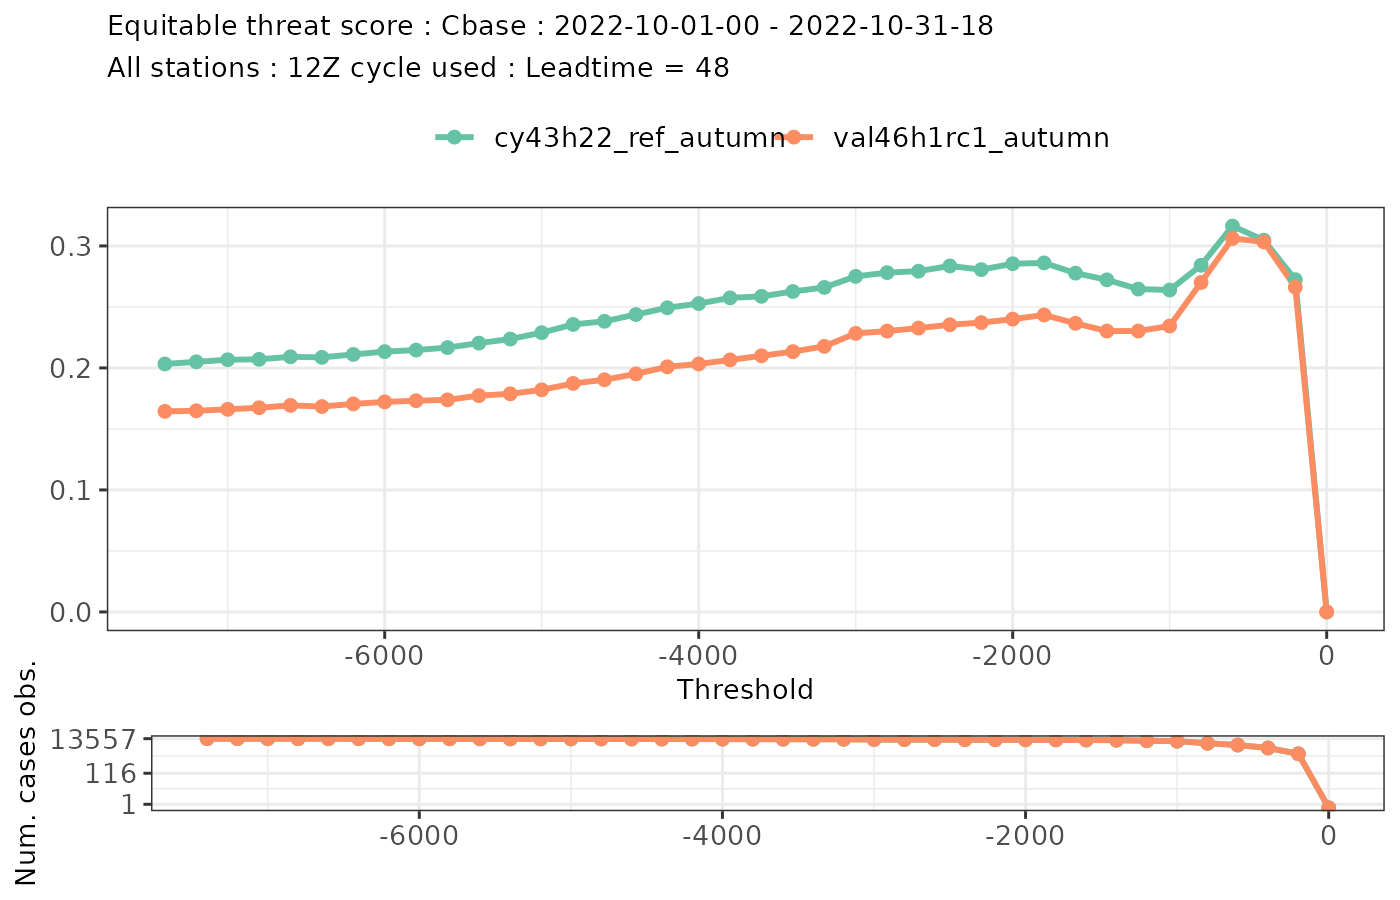 Equitable threat score : Cbase : 2022-10-01-00 - 2022-10-31-18
All stations : 12Z cycle used : Leadtime = 48
cy43h22_ref_autumn val46h1rc1_autumn
0.3
0.2
0.1
0.0
-6000 -4000 -2000 0
Threshold
Num. cases obs.
13557
116
1
-6000 -4000 -2000 0